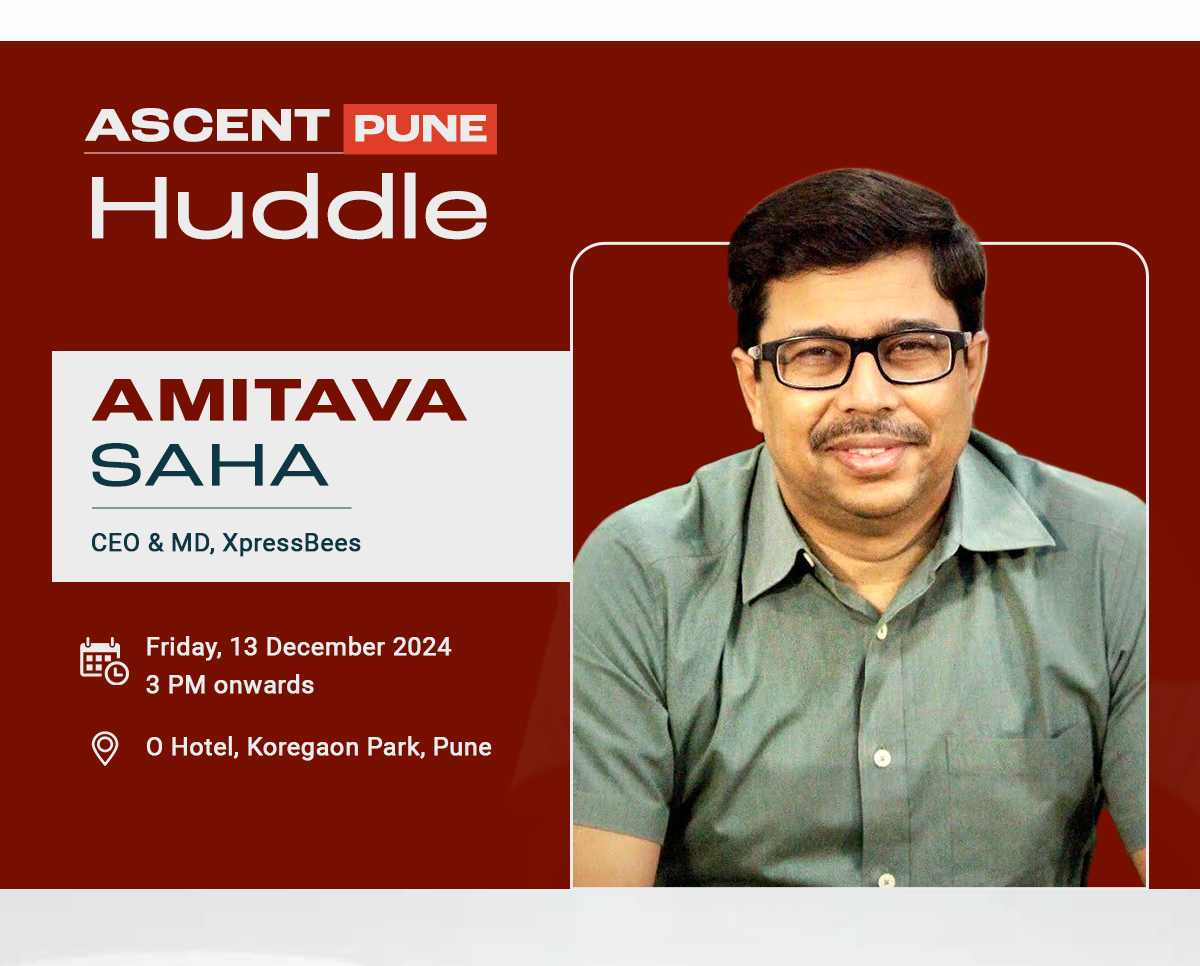 ASCENT PUNE
Huddle
AMITAVA
SAHA
CEO & MD, XpressBees
Friday, 13 December 2024
3 PM onwards
O Hotel, Koregaon Park, Pune